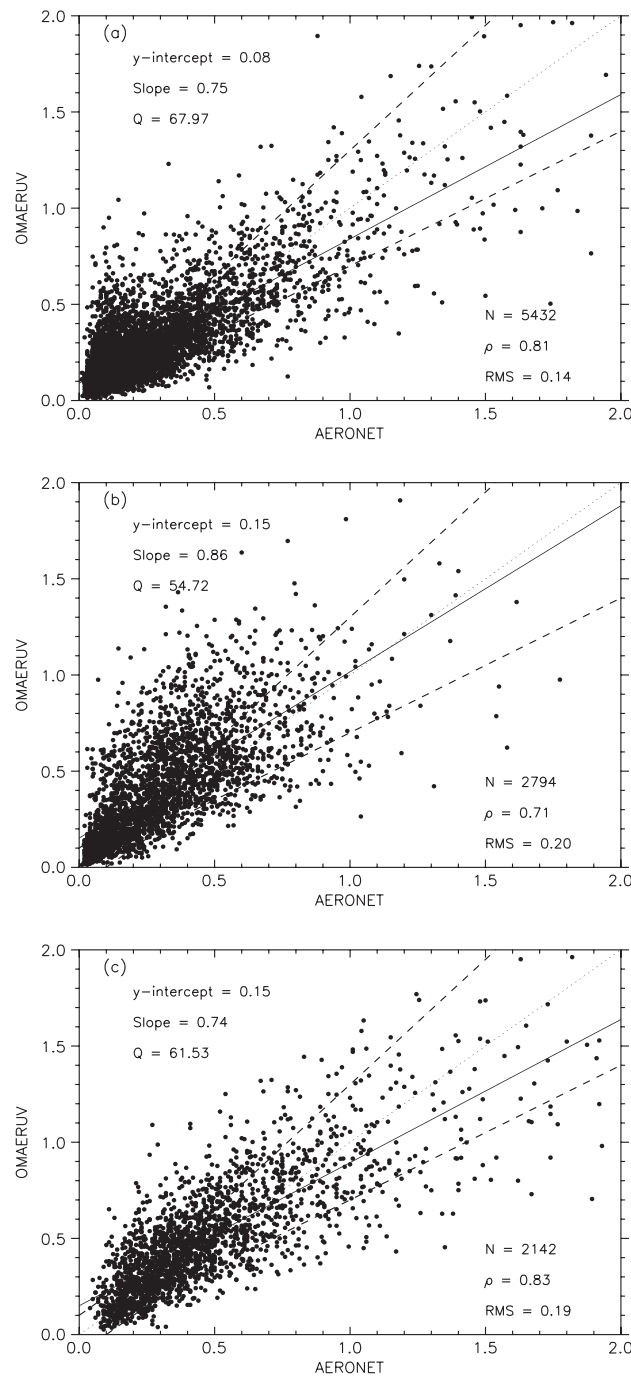 2.0
(a)
y-intercept = 0.08
1.5
Slope = 0.75
Q = 67.97
OMAERUV
1.0
0.5
N = 5432
ρ = 0.81
RMS = 0.14
0.0
0.0 0.5 1.0 1.5 2.0
AERONET
2.0
(b)
y-intercept = 0.15
1.5
Slope = 0.86
Q = 54.72
OMAERUV
1.0
0.5
N = 2794
ρ = 0.71
RMS = 0.20
0.0
0.0 0.5 1.0 1.5 2.0
AERONET
2.0
(c)
y-intercept = 0.15
1.5
Slope = 0.74
Q = 61.53
OMAERUV
1.0
0.5
N = 2142
ρ = 0.83
RMS = 0.19
0.0
0.0 0.5 1.0 1.5 2.0
AERONET